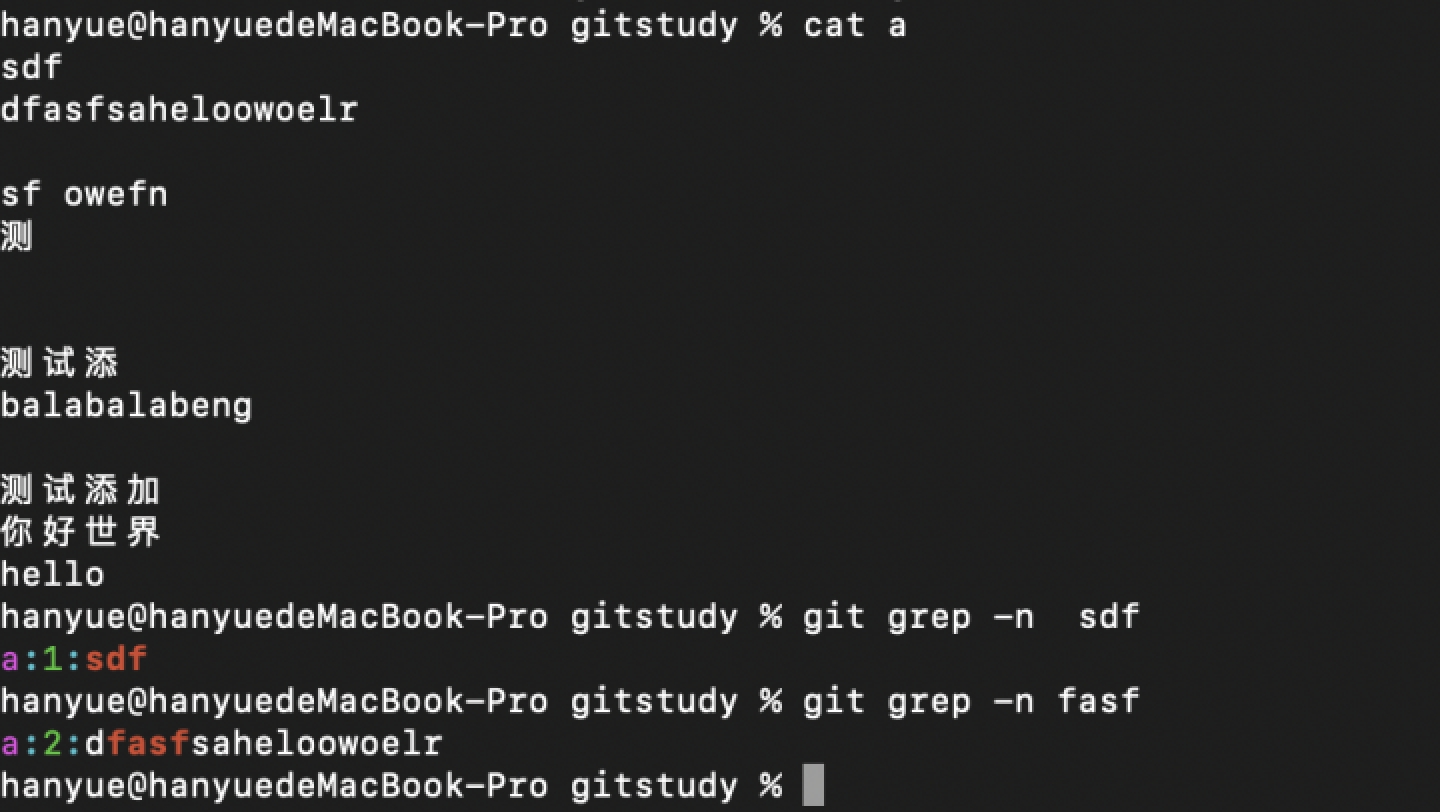 hanyue@hanyuedeMacBook-Pro gitstudy % cat a
sdf
dfasfsaheloowoelr
sf owefn
测
测试添
balabalabeng
测试添加
你好世界
hello
hanyue@hanyuedeMacBook-Pro gitstudy % git grep -n  sdf
a:1:sdf
hanyue@hanyuedeMacBook-Pro gitstudy % git grep -n fasf
a:2:dfasfsaheloowoelr
hanyue@hanyuedeMacBook-Pro gitstudy %